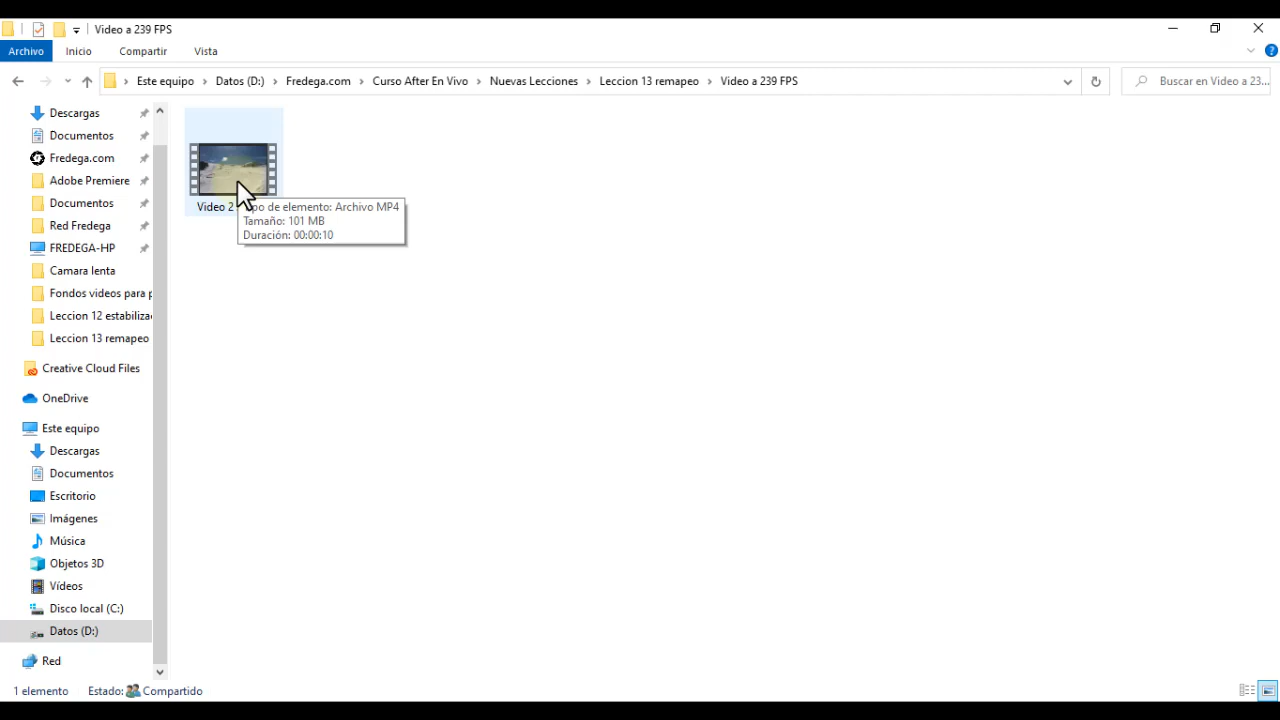 Video a 239 FPS
Archivo Inicio Compartir Vista
Este equipo Datos (D:) Fredega.com Curso After En Vivo Nuevas Lecciones Leccion 13 remapeo Video a 239 FPS
Buscar en Video a 23...
Descargas
Documentos
Fredega.com
Adobe Premiere
Documentos
Red Fredega
FREDEGA-HP
Camara lenta
Fondos videos para p
Leccion 12 estabiliza
Leccion 13 remapeo
Creative Cloud Files
OneDrive
Este equipo
Descargas
Documentos
Escritorio
Imágenes
Música
Objetos 3D
Vídeos
Disco local (C:)
Datos (D:)
Red
Video 2
po de elemento: Archivo MP4
Tamaño: 101 MB
Duración: 00:00:10
1 elemento Estado: Compartido